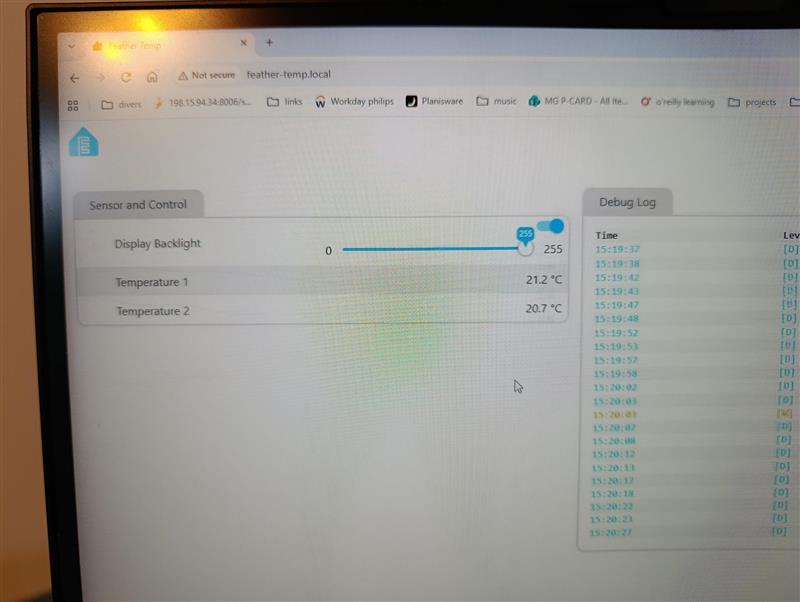 Feather Temp
Not secure feather-temp.local
divers 198.15.94.34:8006/s... links Workday philips Planisware music MG P-CARD - All Ite... o'reilly learning projects
Sensor and Control
Display Backlight 0 255 255
Temperature 1 21.2 °C
Temperature 2 20.7 °C
Debug Log
Time Lev
15:19:37 [D]
15:19:38 [D]
15:19:42 [D]
15:19:43 [D]
15:19:47 [D]
15:19:48 [D]
15:19:52 [D]
15:19:53 [D]
15:19:57 [D]
15:19:58 [D]
15:20:02 [D]
15:20:03 [D]
15:20:03 [W]
15:20:07 [D]
15:20:08 [D]
15:20:12 [D]
15:20:13 [D]
15:20:17 [D]
15:20:18 [D]
15:20:22 [D]
15:20:23 [D]
15:20:27 [D]